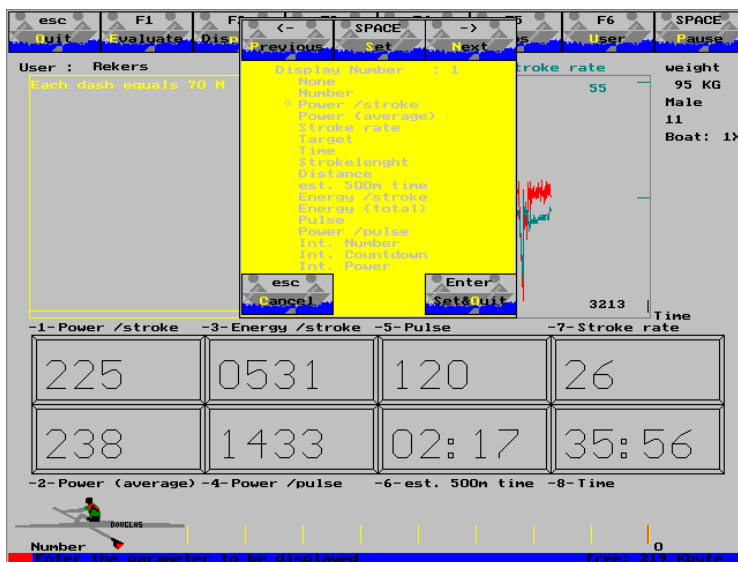 esc F1 F6 SPACE
Quit Evaluate User Pause
<- SPACE ->
Previous Set Next
User : Rekers
Each dash equals 70 N
Display Number : 1
None
Number
Power /stroke
Power (average)
Stroke rate
Target
Time
Strokelenght
Distance
est. 500m time
Energy /stroke
Energy (total)
Pulse
Power /pulse
Int. Number
Int. Countdown
Int. Power
esc Enter
Cancel Set&Quit
troke rate
55
3213
Time
weight
95 KG
Male
11
Boat: 1X
-1-Power /stroke -3-Energy /stroke -5-Pulse -7-Stroke rate
225 0531 120 26
238 1433 02:17 35:56
-2-Power (average) -4-Power /pulse -6-est. 500m time -8-Time
DOUGLAS
Number 0
Enter the parameter to be displayed free: 219 Kbyte